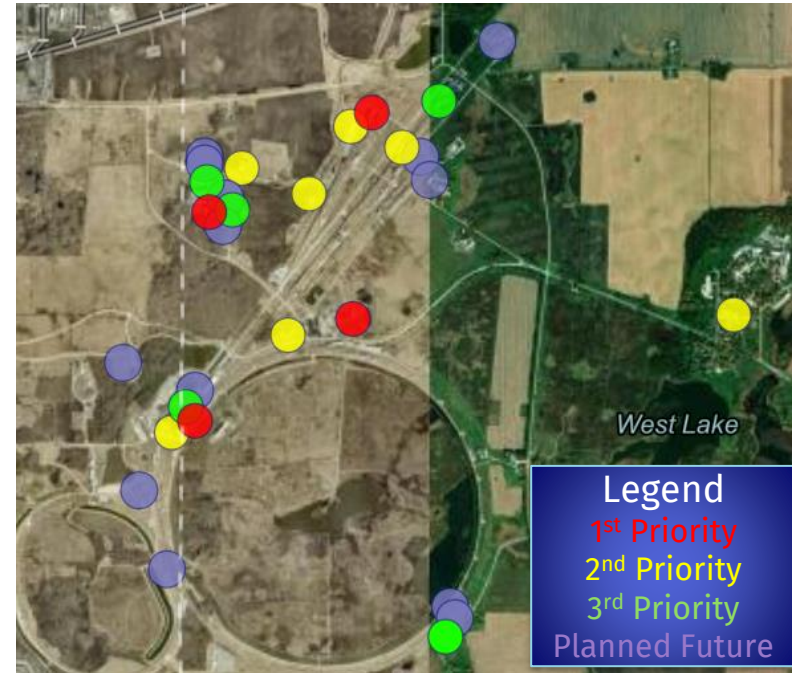 West Lake
Legend
1st Priority
2nd Priority
3rd Priority
Planned Future